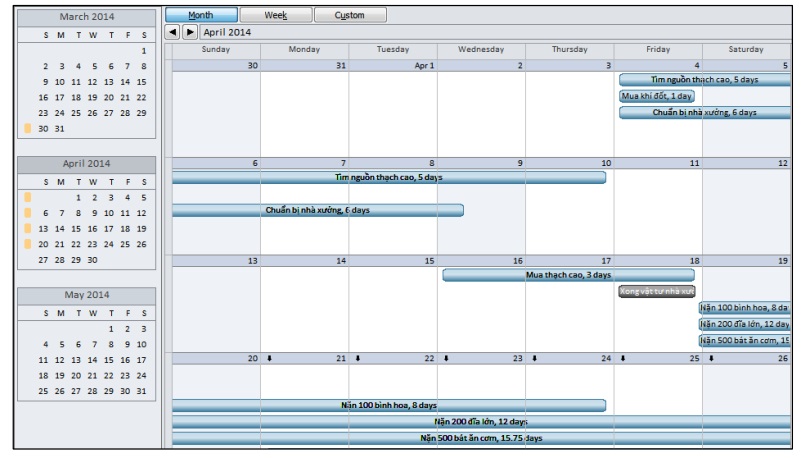 March 2014
S M T W T F S
1
2 3 4 5 6 7 8
9 10 11 12 13 14 15
16 17 18 19 20 21 22
23 24 25 26 27 28 29
30 31
April 2014
S M T W T F S
1 2 3 4 5
6 7 8 9 10 11 12
13 14 15 16 17 18 19
20 21 22 23 24 25 26
27 28 29 30
May 2014
S M T W T F S
1 2 3
4 5 6 7 8 9 10
11 12 13 14 15 16 17
18 19 20 21 22 23 24
25 26 27 28 29 30 31
Month Week Custom
April 2014
Sunday Monday Tuesday Wednesday Thursday Friday Saturday
30 31 Apr 1 2 3 4 5
Tìm nguồn thạch cao, 5 days
Mua khí đốt, 1 day
Chuẩn bị nhà xưởng, 6 days
6 7 8 9 10 11 12
Tìm nguồn thạch cao, 5 days
Chuẩn bị nhà xưởng, 6 days
13 14 15 16 17 18 19
Mua thạch cao, 3 days
Xong vật tư nhà xưở
Nặn 100 bình hoa, 8 da
Nặn 200 đĩa lớn, 12 day
Nặn 500 bát ăn cơm, 15
20 21 22 23 24 25 26
Nặn 100 bình hoa, 8 days
Nặn 200 đĩa lớn, 12 days
Nặn 500 bát ăn cơm, 15.75 days